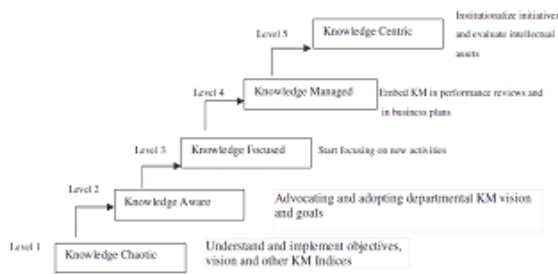 Institutionalize initiatives
and evaluate intellectual
assets
Level 5
Knowledge Centric
Level 4
Knowledge Managed
Embed KM in performance reviews and
in business plans
Level 3
Knowledge Focused
Start focusing on new activities
Level 2
Knowledge Aware
Advocating and adopting departmental KM vision
and goals
Level 1
Knowledge Chaotic
Understand and implement objectives,
vision and other KM Indices